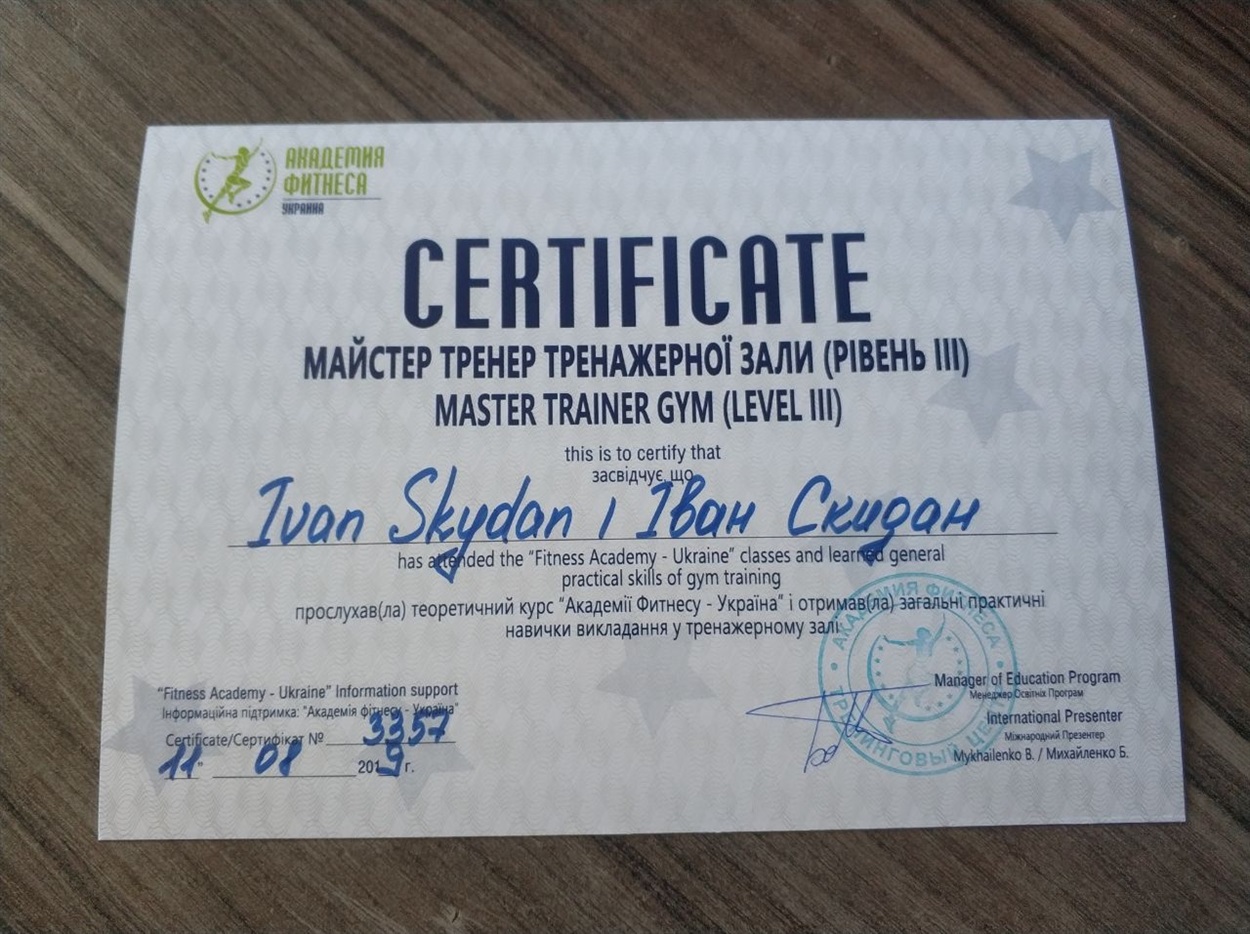 АКАДЕМИЯ
ФИТНЕСА
УКРАИНА
CERTIFICATE
МАЙСТЕР ТРЕНЕР ТРЕНАЖЕРНОЇ ЗАЛИ (РІВЕНЬ III)
MASTER TRAINER GYM (LEVEL III)
this is to certify that
засвідчує, що
Ivan Skydan / Іван Скидан
has attended the "Fitness Academy - Ukraine" classes and learned general
practical skills of gym training
прослухав(ла) теоретичний курс "Академії Фитнесу - Україна" і отримав(ла) загальні практичні
навички викладання у тренажерному залі
АКАДЕМИЯ ФИТНЕСА
ТРЕНИНГОВЫЙ ЦЕНТР
"Fitness Academy - Ukraine" Information support
Інформаційна підтримка: "Академія фітнесу - Україна"
Certificate/Сертифікат № 3357
11" 08 2019 г.
Manager of Education Program
Менеджер Освітніх Програм
International Presenter
Міжнародний Презентер
Mykhailenko B. / Михайленко Б.